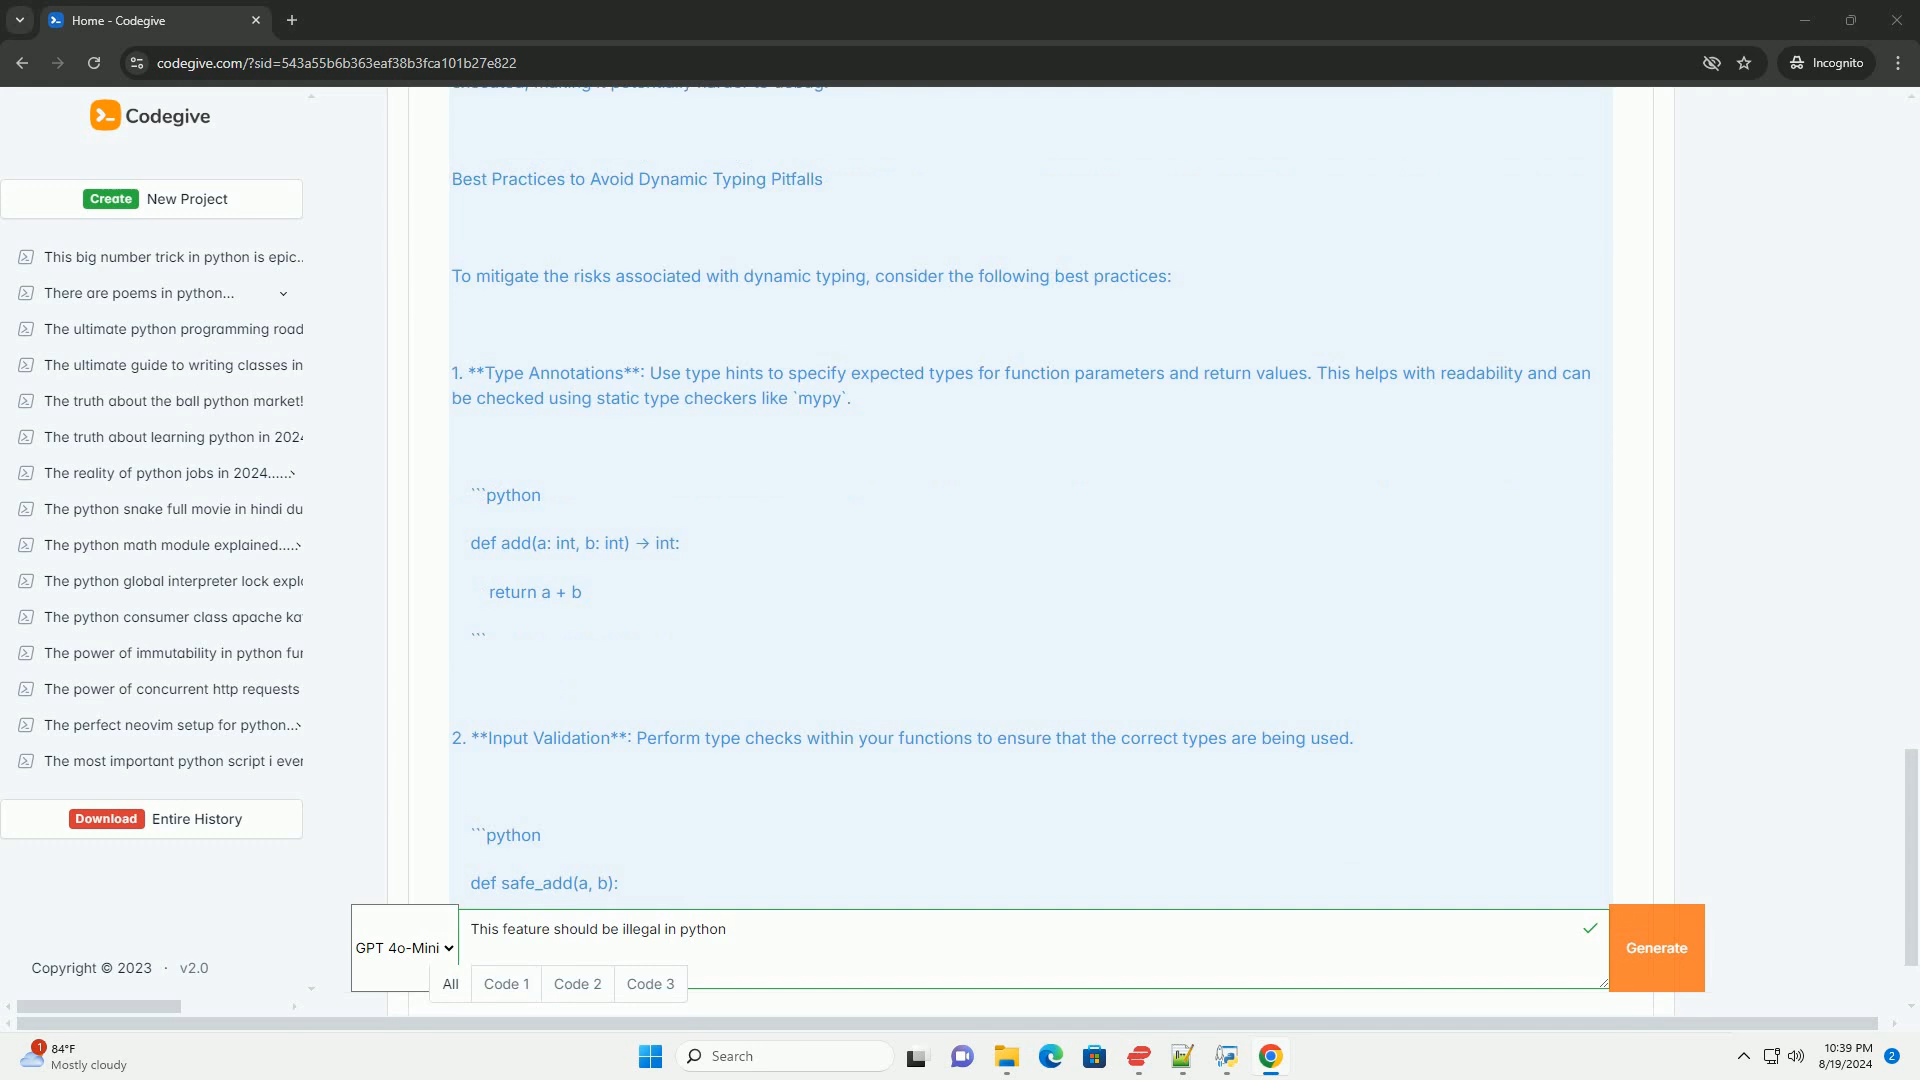 Home - Codegive
codegive.com/?sid=543a55b6b363eaf38b3fca101b27e822
Incognito
Codegive
Create New Project
This big number trick in python is epic..
There are poems in python...
The ultimate python programming road
The ultimate guide to writing classes in
The truth about the ball python market!
The truth about learning python in 202
The reality of python jobs in 2024......
The python snake full movie in hindi du
The python math module explained.....
The python global interpreter lock expl
The python consumer class apache ka
The power of immutability in python fu
The power of concurrent http requests
The perfect neovim setup for python...
The most important python script i ever
Download Entire History
Copyright © 2023 · v2.0
executed, making it potentially harder to debug.
Best Practices to Avoid Dynamic Typing Pitfalls
To mitigate the risks associated with dynamic typing, consider the following best practices:
1. **Type Annotations**: Use type hints to specify expected types for function parameters and return values. This helps with readability and can
be checked using static type checkers like `mypy`.
```python
def add(a: int, b: int) -> int:
return a + b
```
2. **Input Validation**: Perform type checks within your functions to ensure that the correct types are being used.
```python
def safe_add(a, b):
GPT 4o-Mini
This feature should be illegal in python
Generate
All Code 1 Code 2 Code 3
1
84°F
Mostly cloudy
Search
10:39 PM
8/19/2024
2